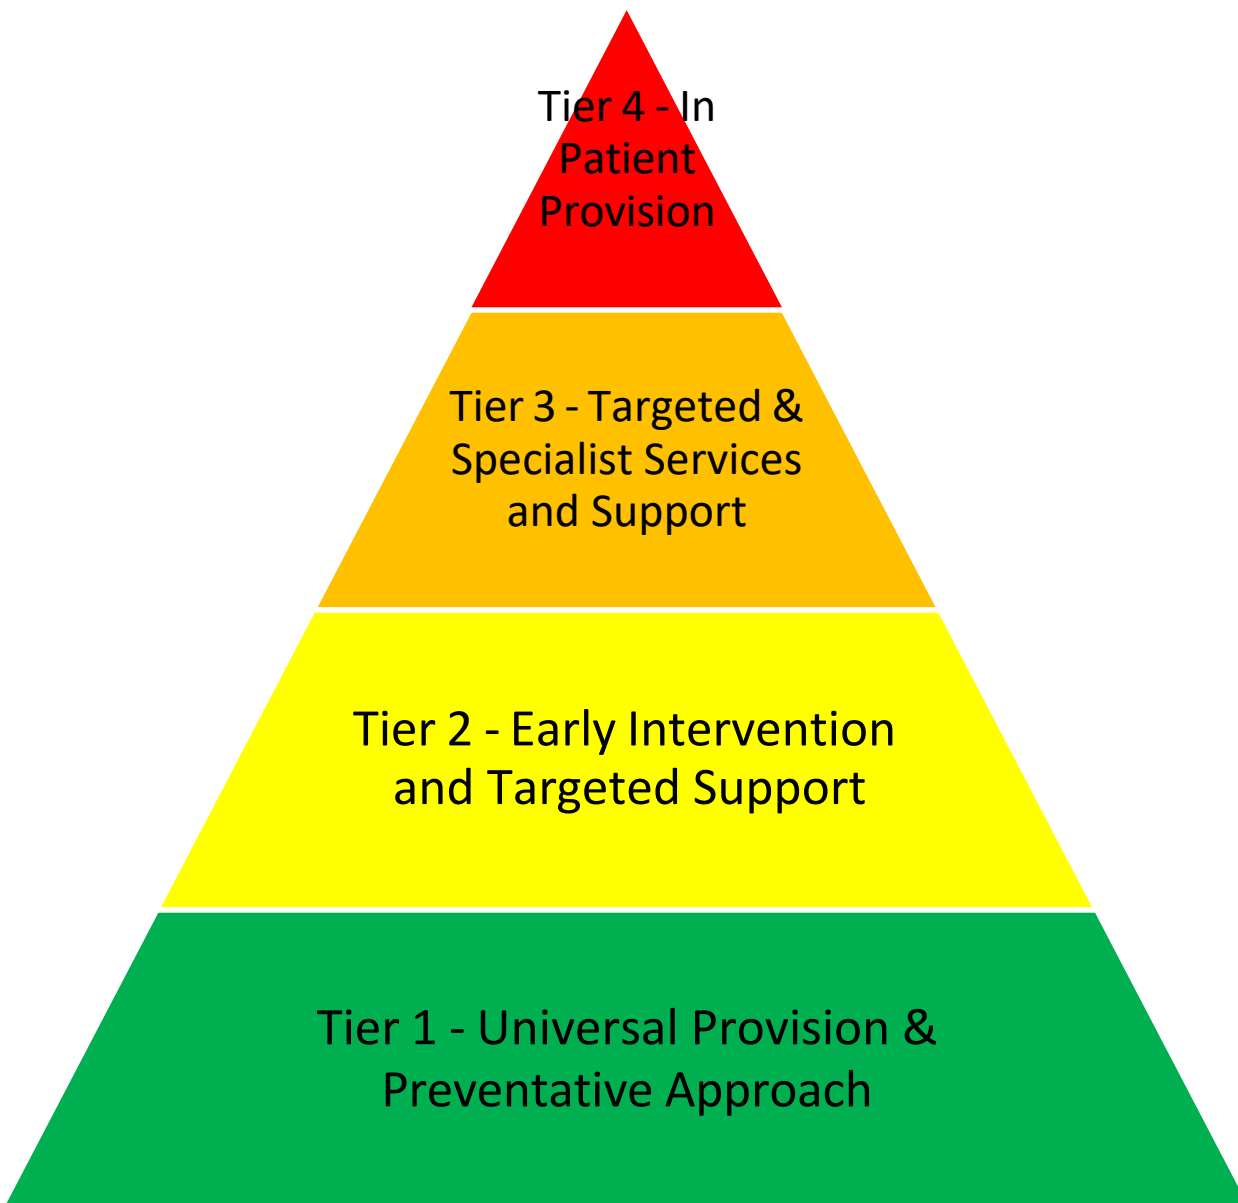 Tier 4 - In
Patient
Provision
Tier 3 - Targeted &
Specialist Services
and Support
Tier 2 - Early Intervention
and Targeted Support
Tier 1 - Universal Provision &
Preventative Approach